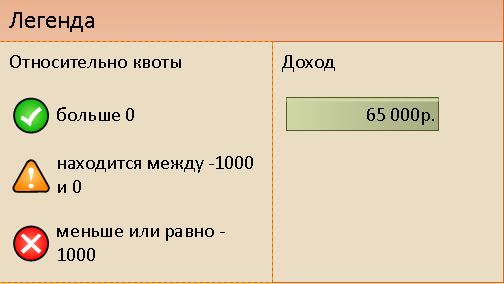 Легенда
Относительно квоты
Доход
больше 0
65 000р.
находится между -1000
и 0
меньше или равно -
1000